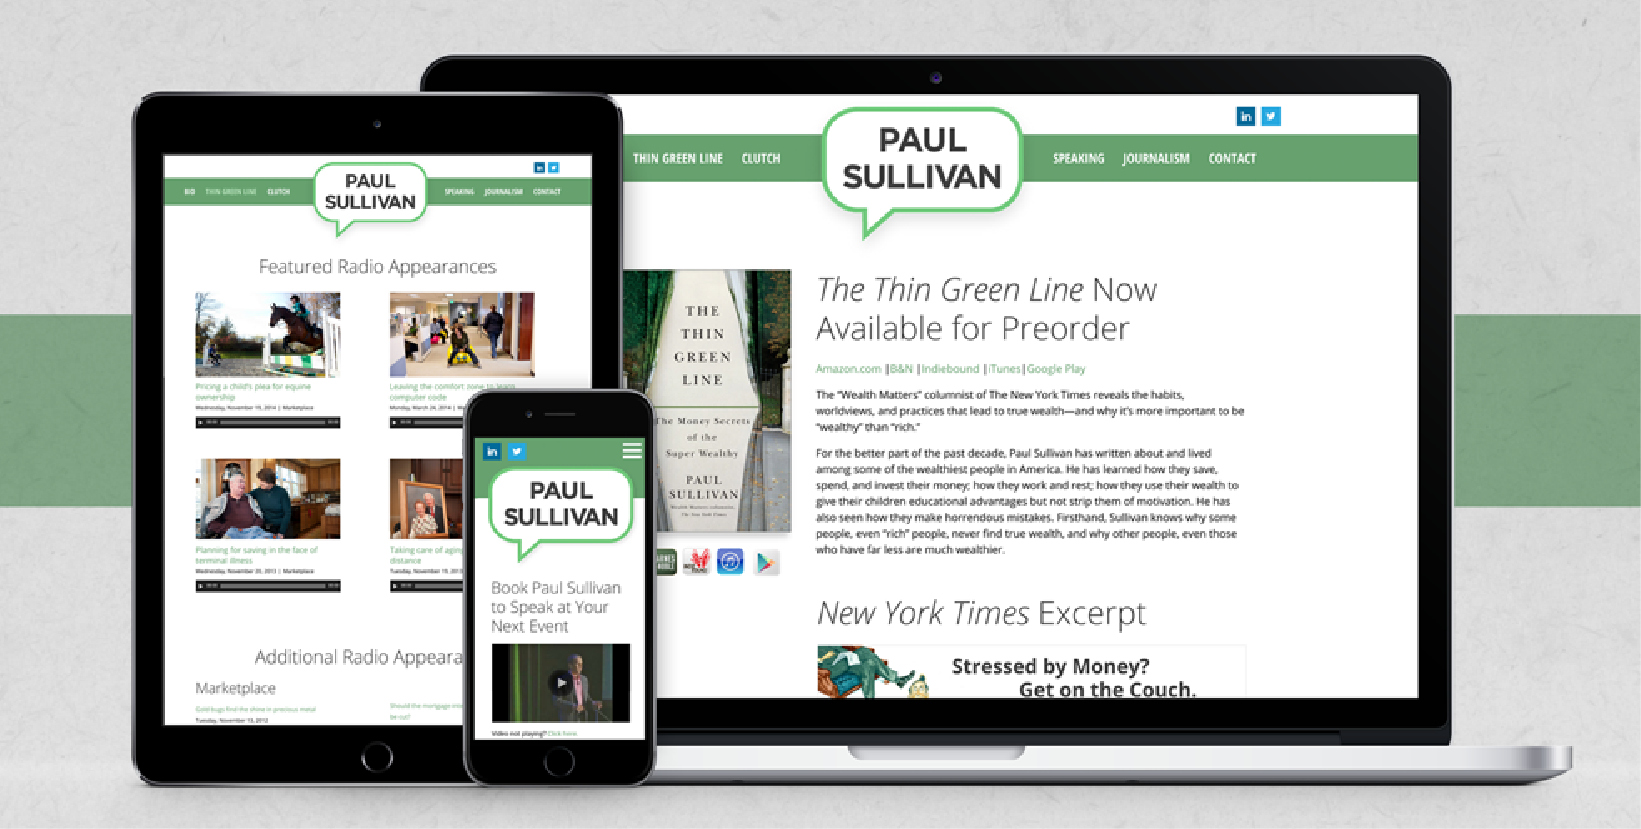 PAUL
SULLIVAN
BIO THIN GREEN LINE CLUTCH
SPEAKING JOURNALISM CONTACT
Featured Radio Appearances
Pricing a child's plea for equine
ownership
Wednesday, November 19, 2014 | Marketplace
Leaving the comfort zone to learn
computer code
Monday, March 24, 2014 |
Planning for saving in the face of
terminal illness
Wednesday, November 20, 2013 | Marketplace
Taking care of aging
distance
Tuesday, November 19, 2013
Additional Radio Appeara
Marketplace
Gold bugs find the shine in precious metal
Tuesday, November 13, 2012
Should the mortgage inte
be cut?
in
PAUL
SULLIVAN
Book Paul Sullivan
to Speak at Your
Next Event
Video not playing? Click here
in
THIN GREEN LINE CLUTCH
PAUL
SULLIVAN
SPEAKING JOURNALISM CONTACT
THE
THIN
GREEN
LINE
The Money Secrets
of the
Super Wealthy
PAUL
SULLIVAN
The Thin Green Line Now
Available for Preorder
Amazon.com |B&N |Indiebound |iTunes|Google Play
The "Wealth Matters" columnist of The New York Times reveals the habits,
worldviews, and practices that lead to true wealth—and why it's more important to be
"wealthy" than "rich."
For the better part of the past decade, Paul Sullivan has written about and lived
among some of the wealthiest people in America. He has learned how they save,
spend, and invest their money; how they work and rest; how they use their wealth to
give their children educational advantages but not strip them of motivation. He has
also seen how they make horrendous mistakes. Firsthand, Sullivan knows why some
people, even "rich" people, never find true wealth, and why other people, even those
who have far less are much wealthier.
New York Times Excerpt
Stressed by Money?
Get on the Couch.